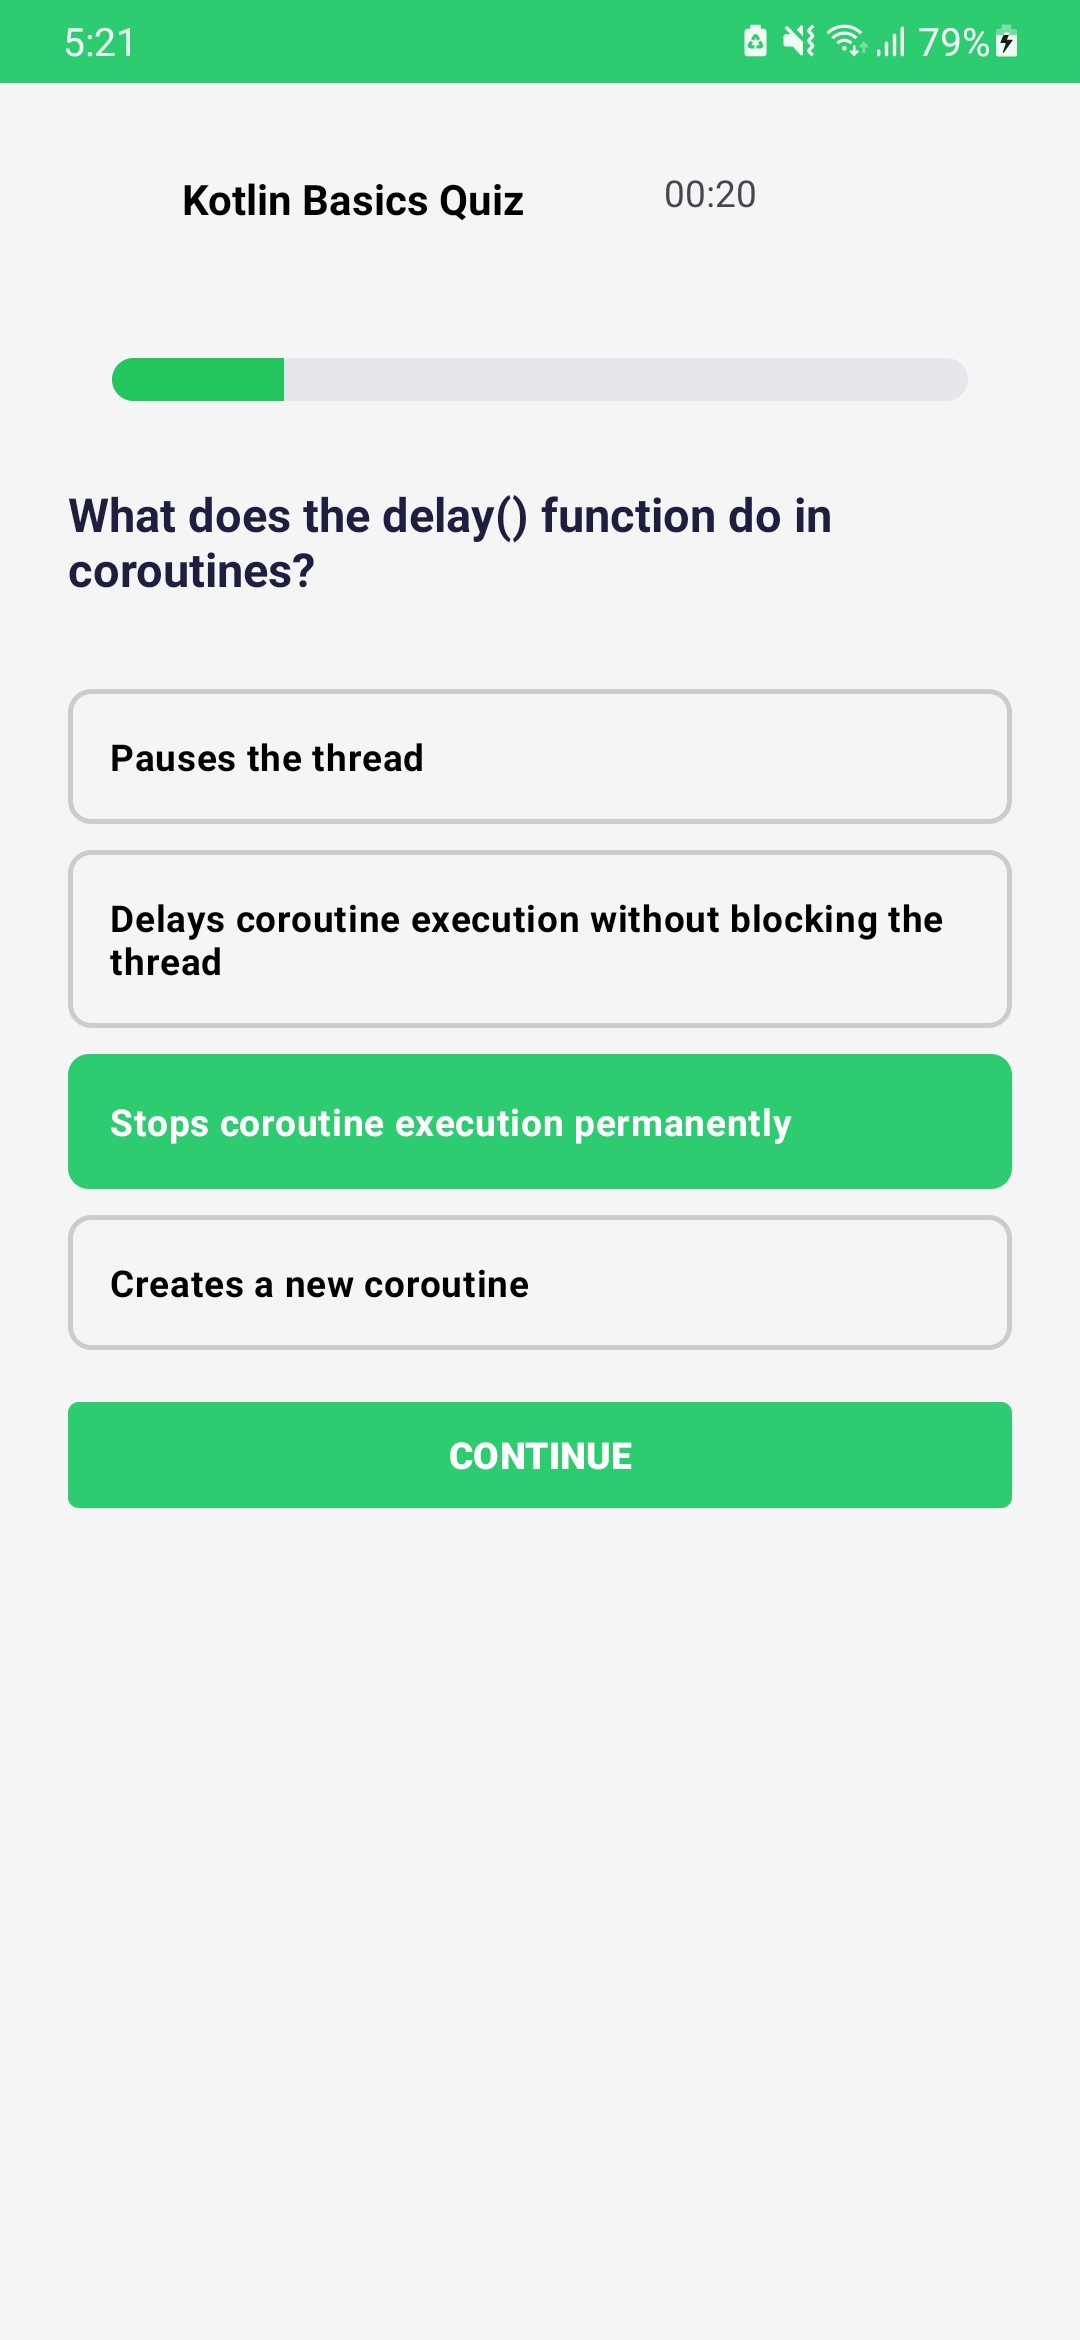 5:21
79%
Kotlin Basics Quiz
00:20
What does the delay() function do in
coroutines?
Pauses the thread
Delays coroutine execution without blocking the
thread
Stops coroutine execution permanently
Creates a new coroutine
CONTINUE